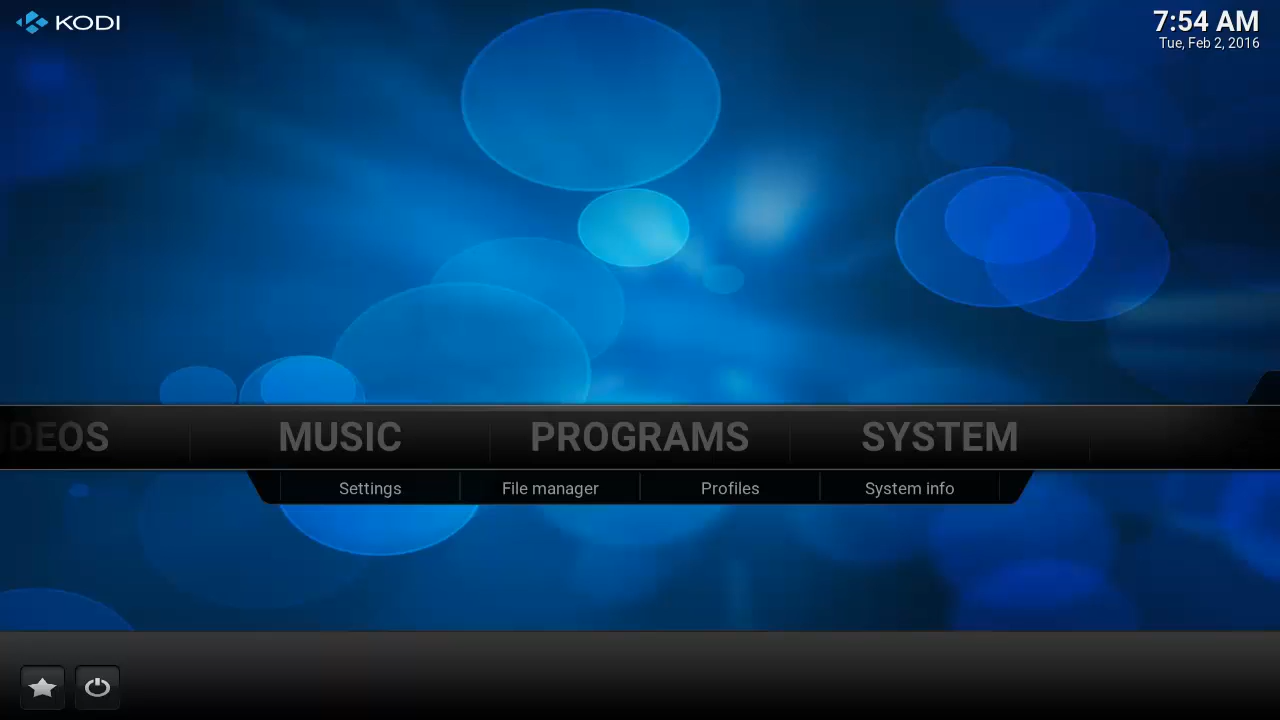 KODI
7:54 AM
Tue, Feb 2, 2016
DEOS MUSIC PROGRAMS SYSTEM
Settings File manager Profiles System info